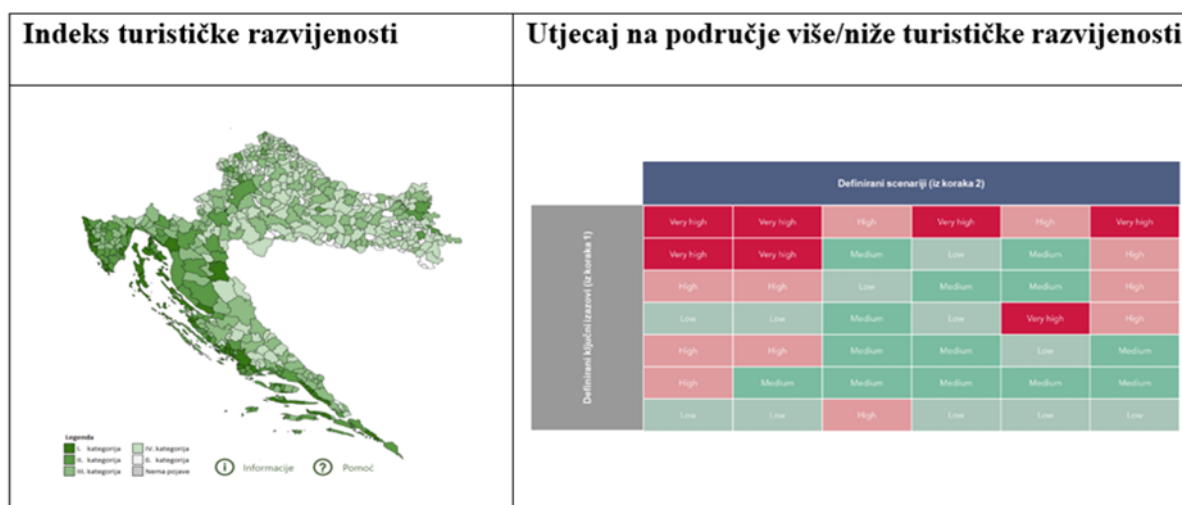 Indeks turističke razvijenosti
Utjecaj na područje više/niže turističke razvijenosti
Legenda
I. kategorija
IV. kategorija
II. kategorija
0. kategorija
III. kategorija
Nema pojave
Informacije
Pomoć
Definirani scenariji (iz koraka 2)
Definirani ključni izazovi (iz koraka 1)
Very high Very high High Very high High Very high
Very high Very high Medium Low Medium High
High High Low Medium Medium High
Low Low Medium Low Very high High
High High Medium Medium Low Medium
High Medium Medium Medium Medium Medium
Low Low High Low Low Low